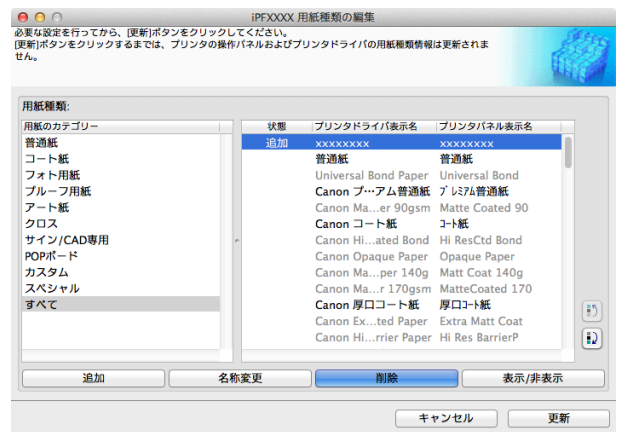 iPFXXXX 用紙種類の編集
必要な設定を行ってから、[更新]ボタンをクリックしてください。
[更新]ボタンをクリックするまでは、プリンタの操作パネルおよびプリンタドライバの用紙種類情報は更新されま
せん。
用紙種類:
用紙のカテゴリー
普通紙
コート紙
フォト用紙
プルーフ用紙
アート紙
クロス
サイン/CAD専用
POPボード
カスタム
スペシャル
すべて
状態 プリンタドライバ表示名 プリンタパネル表示名
追加 xxxxxxxx xxxxxxxx
普通紙 普通紙
Universal Bond Paper Universal Bond
Canon プ…アム普通紙 プレミアム普通紙
Canon Ma…er 90gsm Matte Coated 90
Canon コート紙 コート紙
Canon Hi…ated Bond Hi ResCtd Bond
Canon Opaque Paper Opaque Paper
Canon Ma…per 140g Matt Coat 140g
Canon Ma…r 170gsm MatteCoated 170
Canon 厚口コート紙 厚口コート紙
Canon Ex…ted Paper Extra Matt Coat
Canon Hi…rrier Paper Hi Res BarrierP
追加 名称変更 削除 表示/非表示
キャンセル 更新